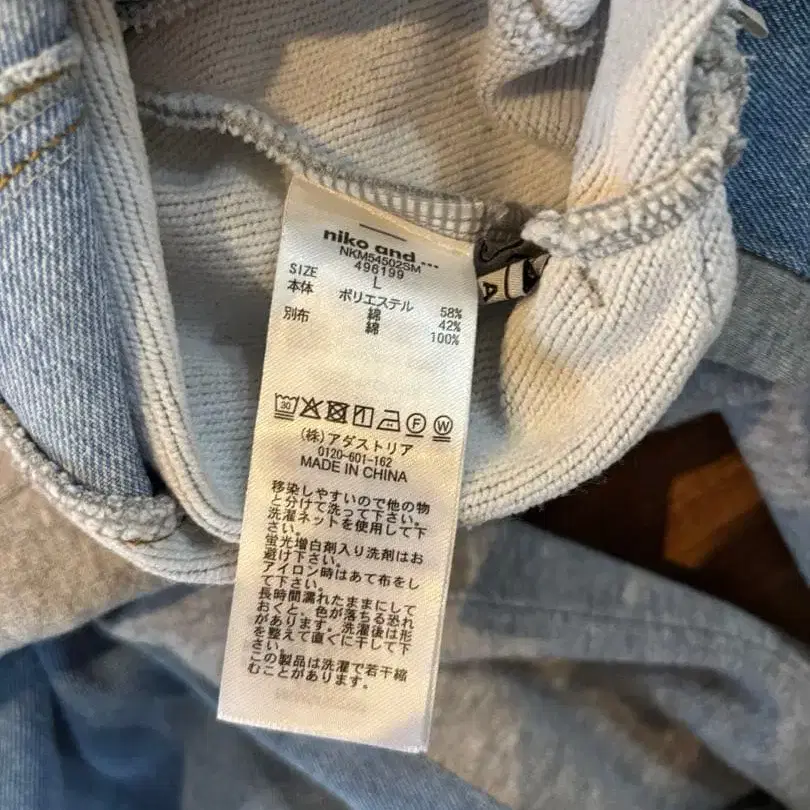 niko and ...
NKM54502SM
498199
SIZE L
本体 ポリエステル 58%
綿 42%
別布 綿 100%
30 F W
(株)アダストリア
0120-601-162
MADE IN CHINA
移染しやすいので他の物
と分けて洗って下さい。
洗濯ネットを使用して下
さい。
蛍光増白剤入り洗剤はお
避け下さい。
アイロン時はあて布をし
て下さい。
長時間濡れたままにして
おくと、色が落ちる恐れ
があります。洗濯後は形
を整えて直ぐに干して下
さい。
この製品は洗濯で若干縮
むことがあります。